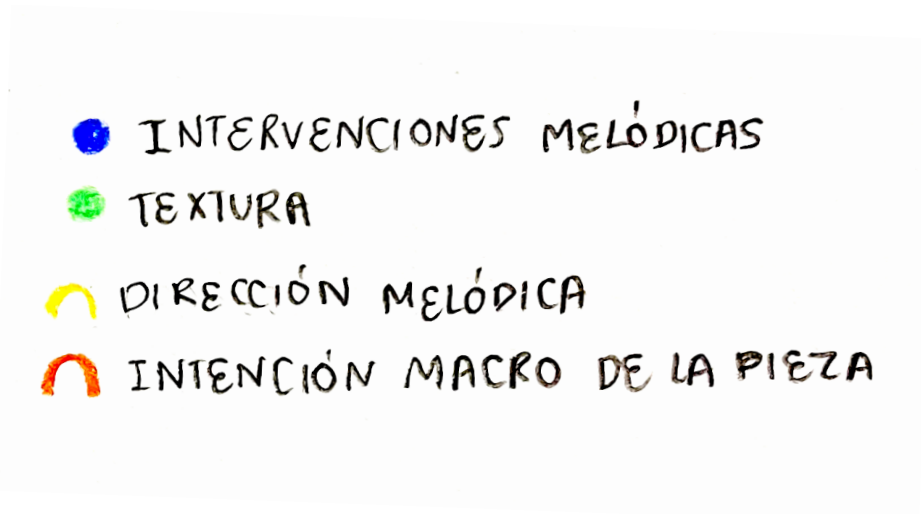 INTERVENCIONES MELÓDICAS
TEXTURA
DIRECCIÓN MELÓDICA
INTENCIÓN MACRO DE LA PIEZA